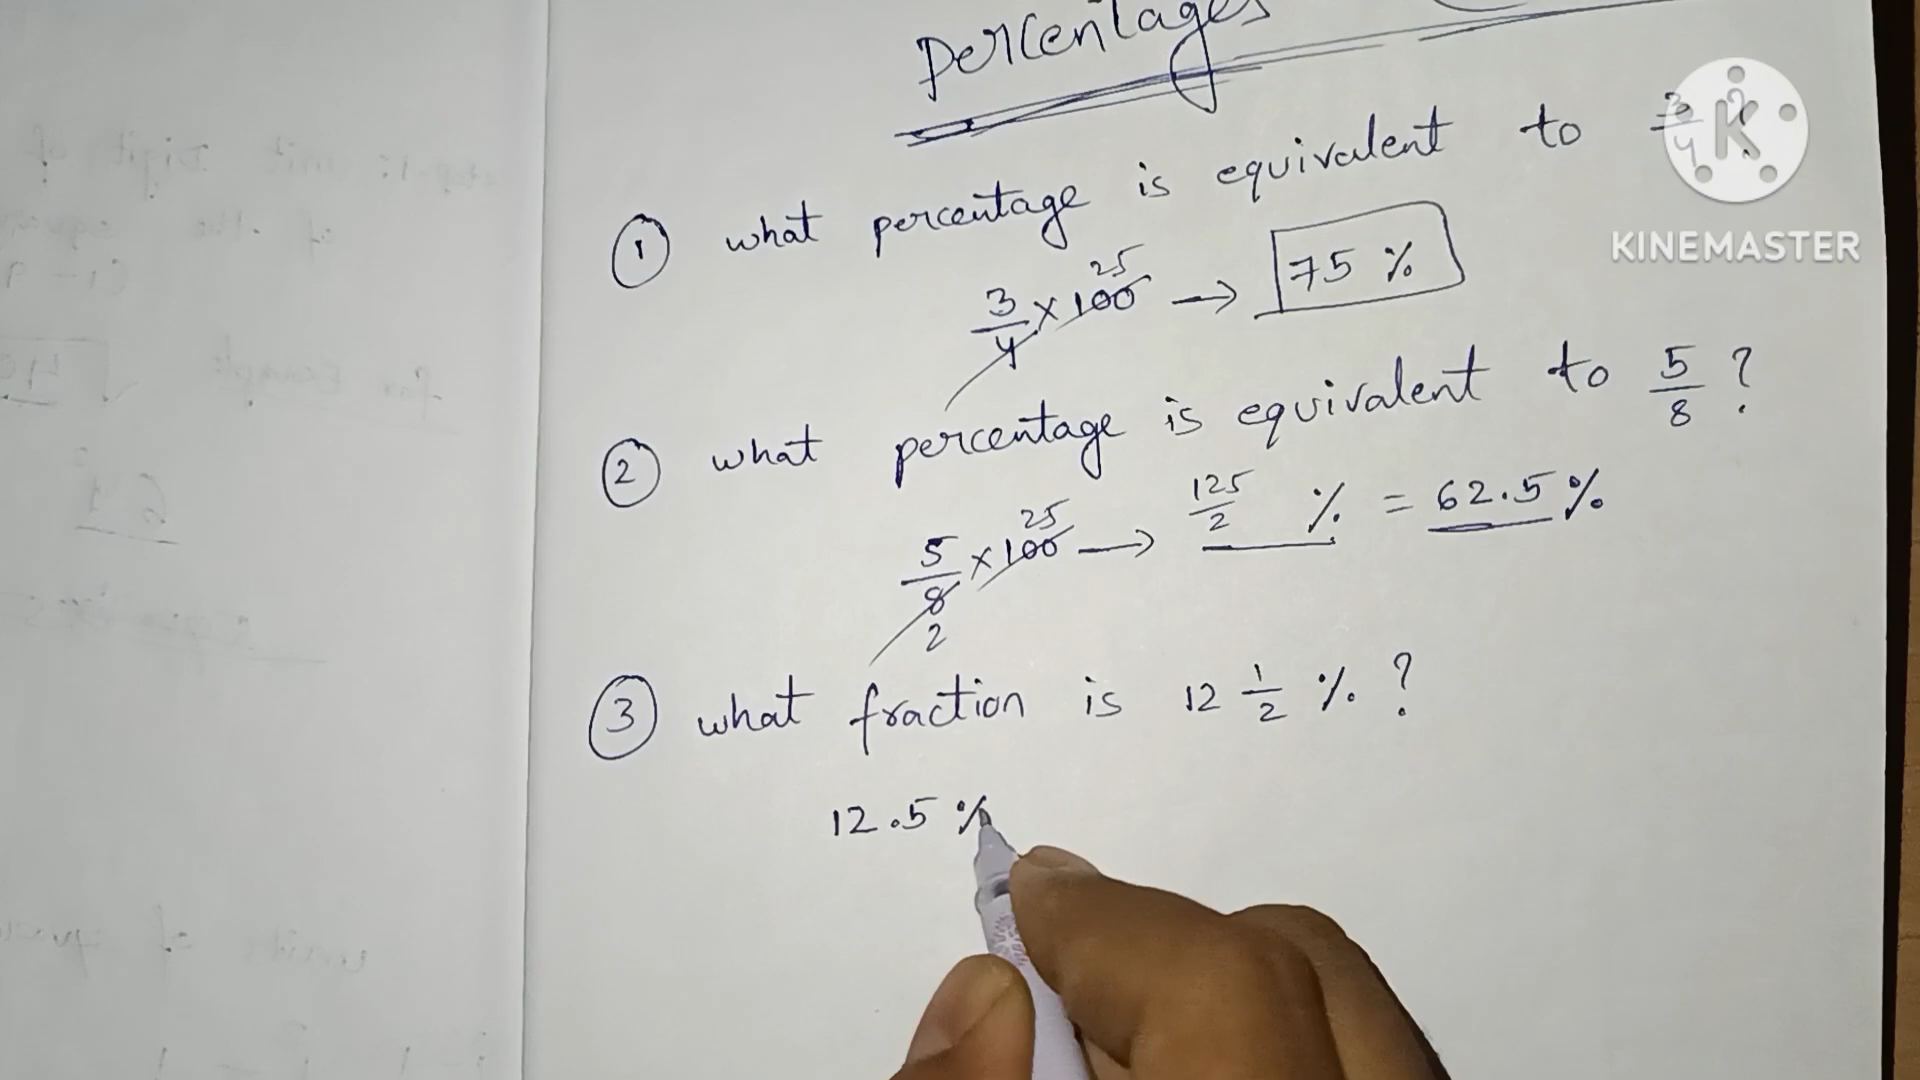 Percentages
① what percentage is equivalent to 3/4 ?
3/4 × 100 25 → 75 %
② what percentage is equivalent to 5/8 ?
5/8 × 100 25 → 125/2 % = 62.5 %
2
③ what fraction is 12 1/2 % ?
12.5 %
K
KINEMASTER